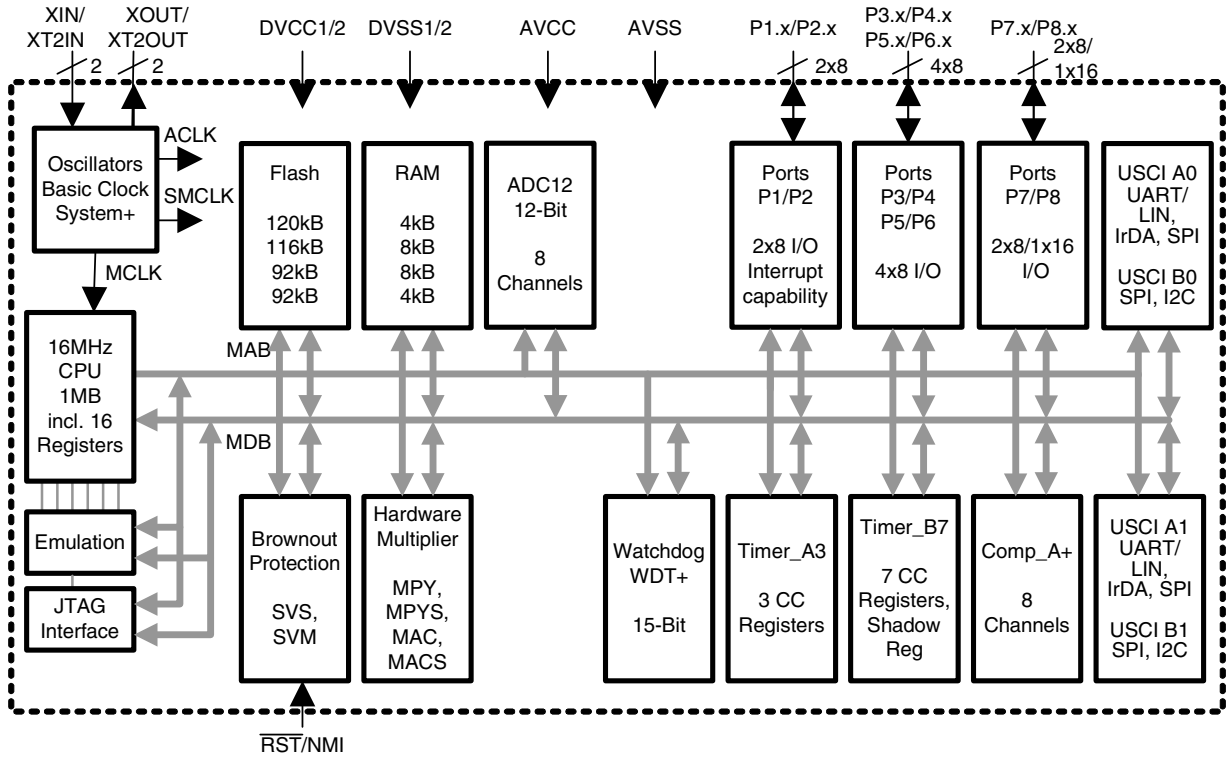 XIN/
XT2IN
XOUT/
XT2OUT
DVCC1/2
DVSS1/2
AVCC
AVSS
P1.x/P2.x
P3.x/P4.x
P5.x/P6.x
P7.x/P8.x
2
2
2x8
4x8
2x8/
1x16
Oscillators
Basic Clock
System+
ACLK
SMCLK
MCLK
Flash
120kB
116kB
92kB
92kB
RAM
4kB
8kB
8kB
4kB
ADC12
12-Bit
8
Channels
Ports
P1/P2
2x8 I/O
Interrupt
capability
Ports
P3/P4
P5/P6
4x8 I/O
Ports
P7/P8
2x8/1x16
I/O
USCI A0
UART/
LIN,
IrDA, SPI
USCI B0
SPI, I2C
16MHz
CPU
1MB
incl. 16
Registers
MAB
MDB
Emulation
JTAG
Interface
Brownout
Protection
SVS,
SVM
Hardware
Multiplier
MPY,
MPYS,
MAC,
MACS
Watchdog
WDT+
15-Bit
Timer_A3
3 CC
Registers
Timer_B7
7 CC
Registers,
Shadow
Reg
Comp_A+
8
Channels
USCI A1
UART/
LIN,
IrDA, SPI
USCI B1
SPI, I2C
RST/NMI